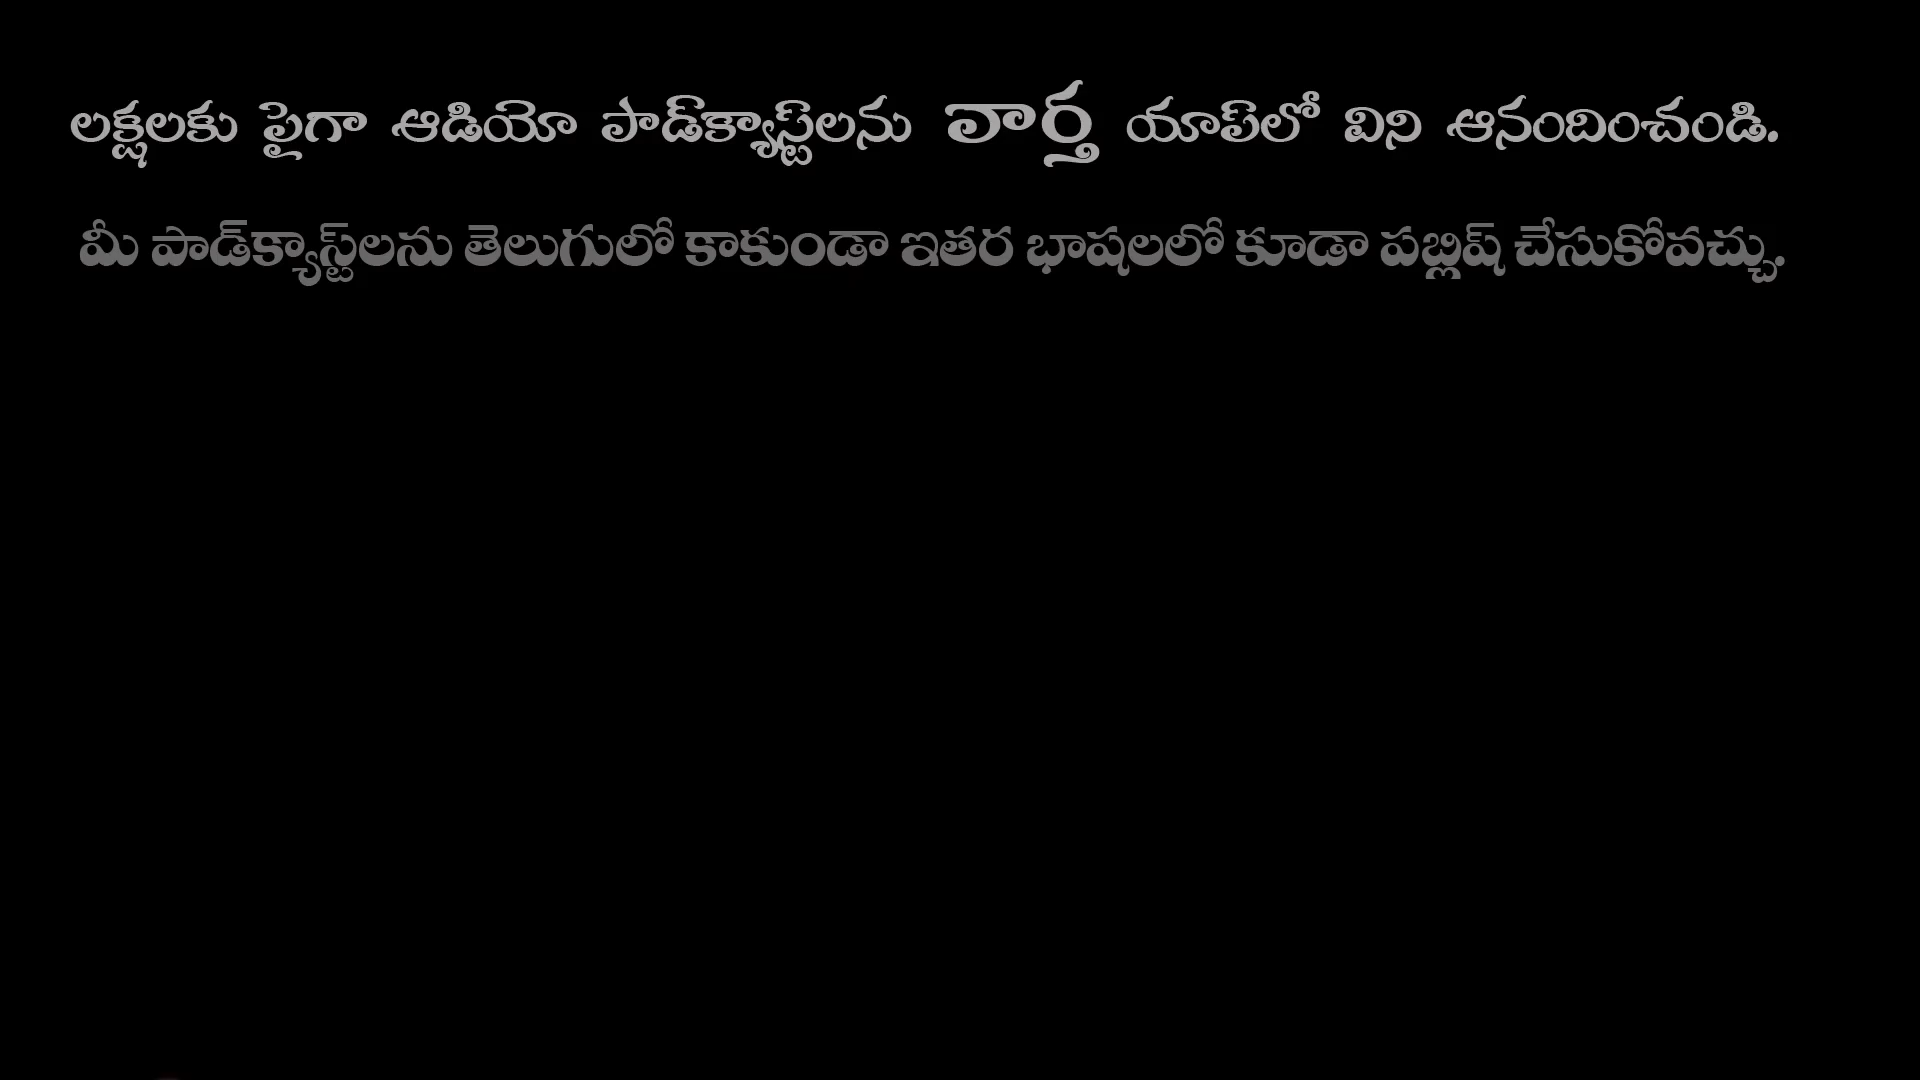 లక్షలకు పైగా ఆడియో పాడ్‌క్యాస్ట్‌లను వార్త యాప్‌లో విని ఆనందించండి.
మీ పాడ్‌క్యాస్ట్‌లను తెలుగులో కాకుండా ఇతర భాషలలో కూడా పబ్లిష్ చేసుకోవచ్చు.